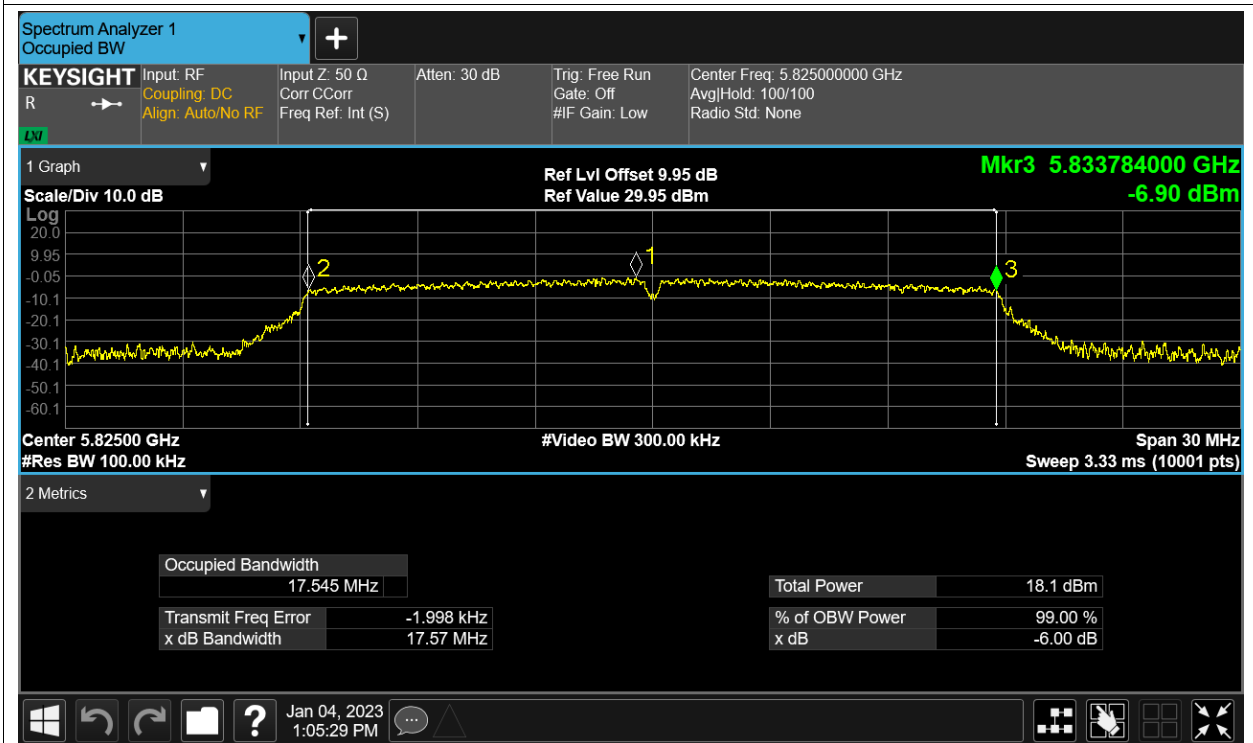 Spectrum Analyzer 1
Occupied BW
KEYSIGHT
R
LXI
Input: RF
Coupling: DC
Align: Auto/No RF
Input Z: 50 Ω
Corr CCorr
Freq Ref: Int (S)
Atten: 30 dB
Trig: Free Run
Gate: Off
#IF Gain: Low
Center Freq: 5.825000000 GHz
Avg|Hold: 100/100
Radio Std: None
1 Graph
Scale/Div 10.0 dB
Ref Lvl Offset 9.95 dB
Ref Value 29.95 dBm
Mkr3 5.833784000 GHz
-6.90 dBm
Log
20.0
9.95
-0.05
-10.1
-20.1
-30.1
-40.1
-50.1
-60.1
2
1
3
Center 5.82500 GHz
#Video BW 300.00 kHz
Span 30 MHz
#Res BW 100.00 kHz
Sweep 3.33 ms (10001 pts)
2 Metrics
Occupied Bandwidth
17.545 MHz
Transmit Freq Error -1.998 kHz
x dB Bandwidth 17.57 MHz
Total Power 18.1 dBm
% of OBW Power 99.00 %
x dB -6.00 dB
?
Jan 04, 2023
1:05:29 PM